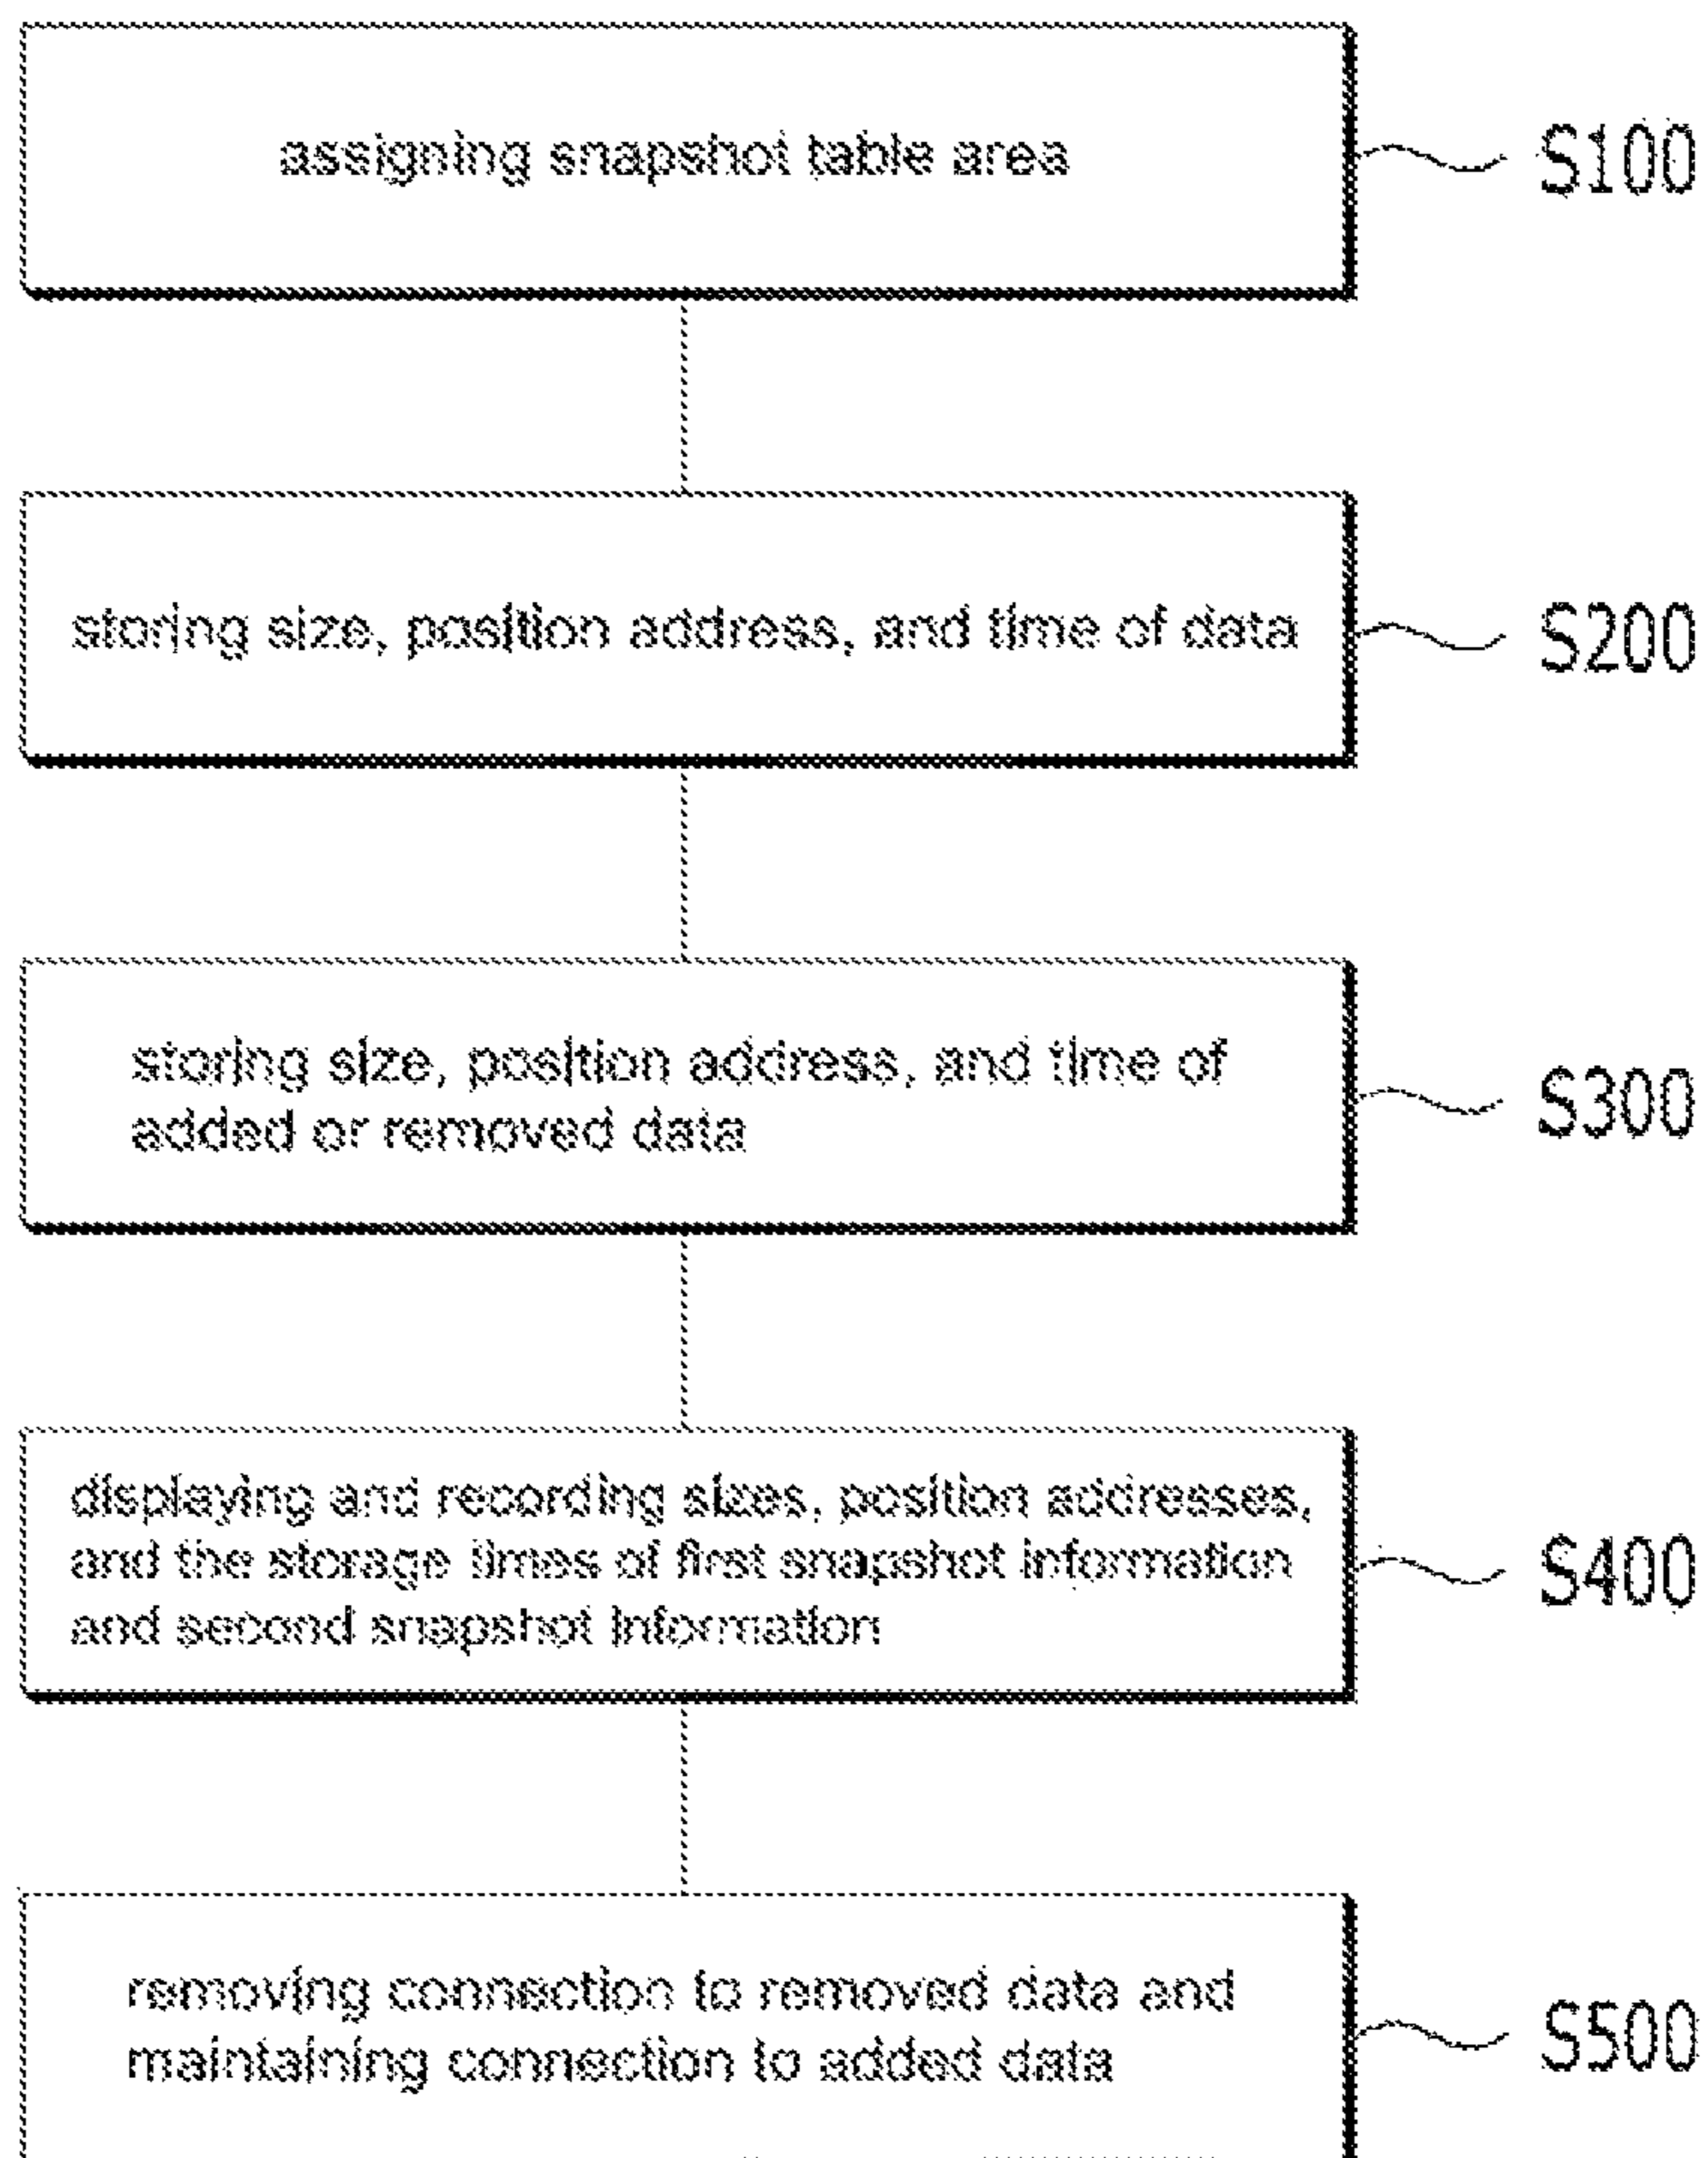 assigning snapshot table area
S100
storing size, position address, and time of data
S200
storing size, position address, and time of
added or removed data
S300
displaying and recording sizes, position addresses,
and the storage times of first snapshot information
and second snapshot information
S400
removing connection to removed data and
maintaining connection to added data
S500